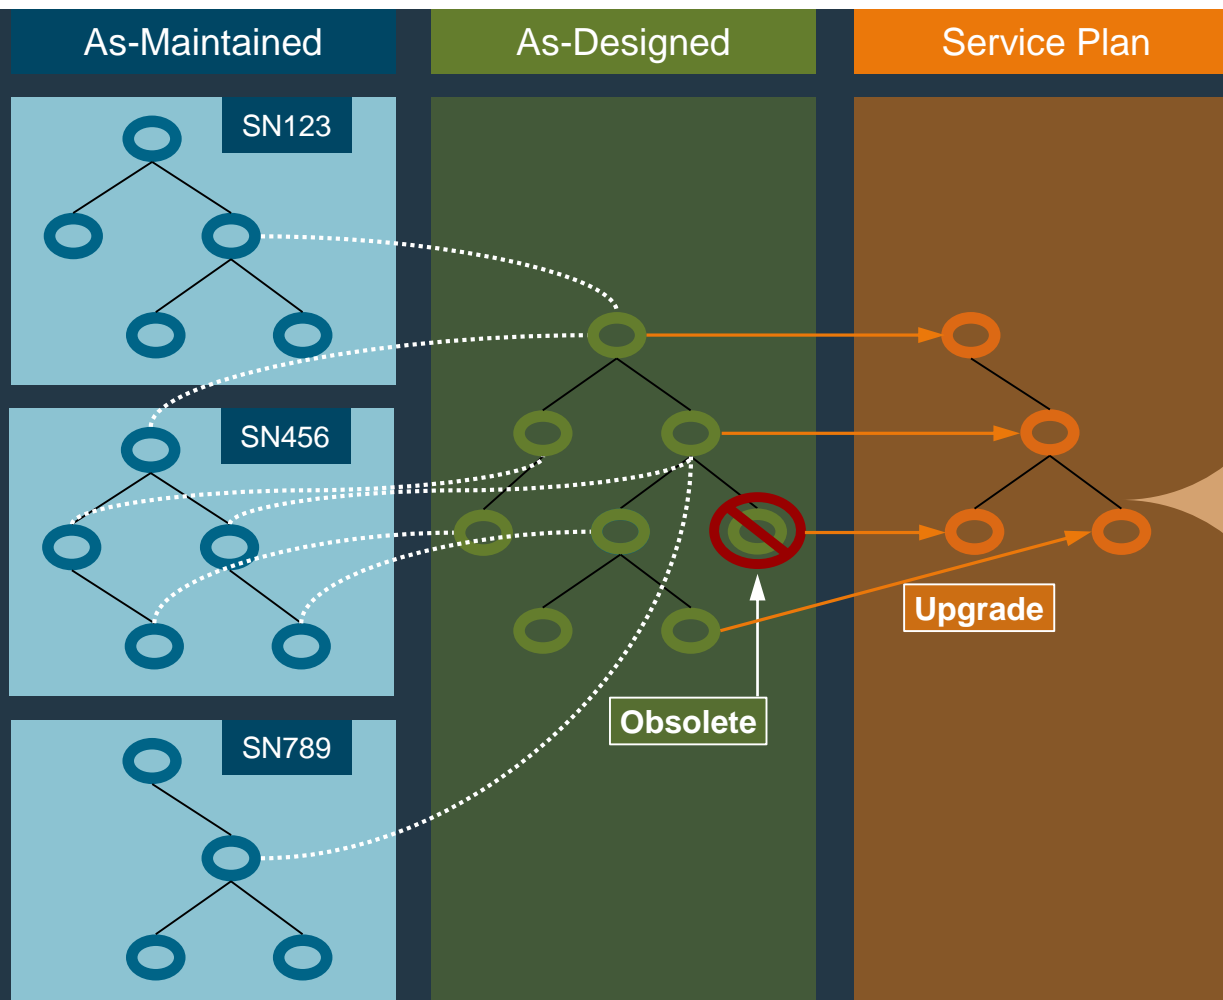 As-Maintained
As-Designed
Service Plan
SN123
SN456
Upgrade
Obsolete
SN789